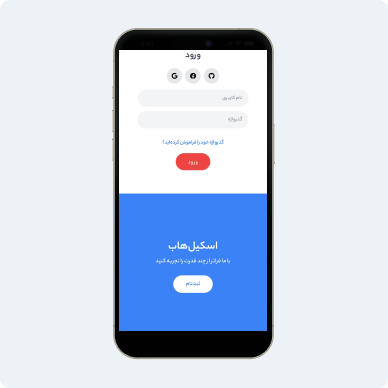 ورود
نام کاربری
گذرواژه
گذرواژه خود را فراموش کرده‌اید؟
ورود
اسکیل‌هاب
با ما فراتر از چند قدرت را تجربه کنید
ثبت‌نام